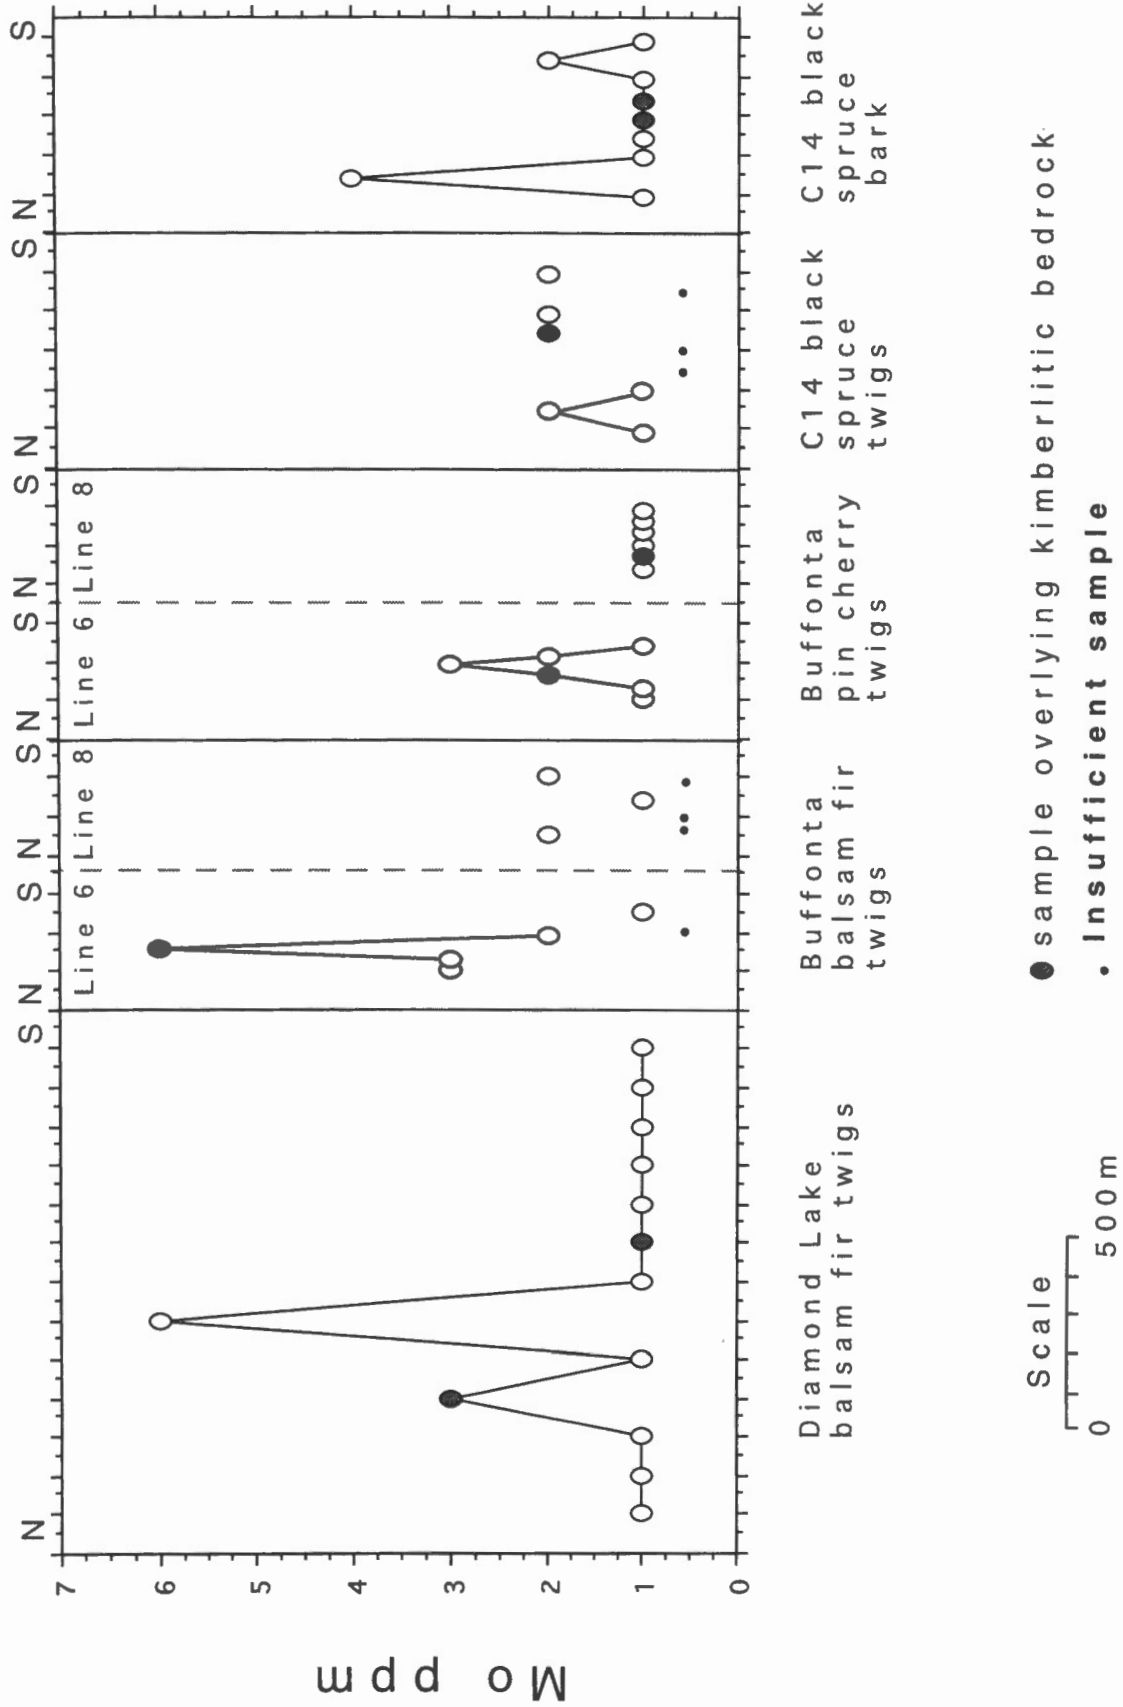 Mo ppm
7
6
5
4
3
2
1
0
N S
N Line 6 S
N Line 8 S
N Line 6 S
N Line 8 S
N S
N S
Diamond Lake
balsam fir twigs
Buffonta
balsam fir
twigs
Buffonta
pin cherry
twigs
C14 black
spruce
twigs
C14 black
spruce
bark
Scale
0 500m
sample overlying kimberlitic bedrock
Insufficient sample